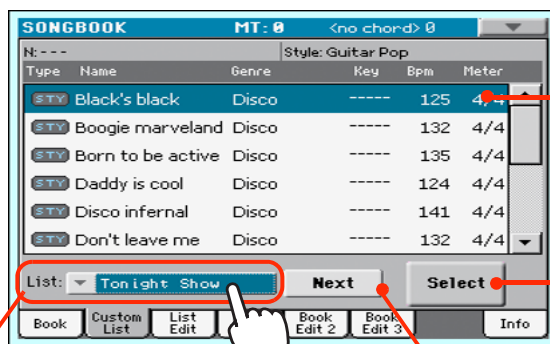 SONGBOOK MT: 0 <no chord> 0
N: --- Style: Guitar Pop
Type Name Genre Key Bpm Meter
STY Black's black Disco ----- 125 4/4
STY Boogie marveland Disco ----- 132 4/4
STY Born to be active Disco ----- 135 4/4
STY Daddy is cool Disco ----- 124 4/4
STY Disco infernal Disco ----- 141 4/4
STY Don't leave me Disco ----- 132 4/4
List: Tonight Show Next Select
Book Custom List List Edit Book Edit 2 Book Edit 3 Info